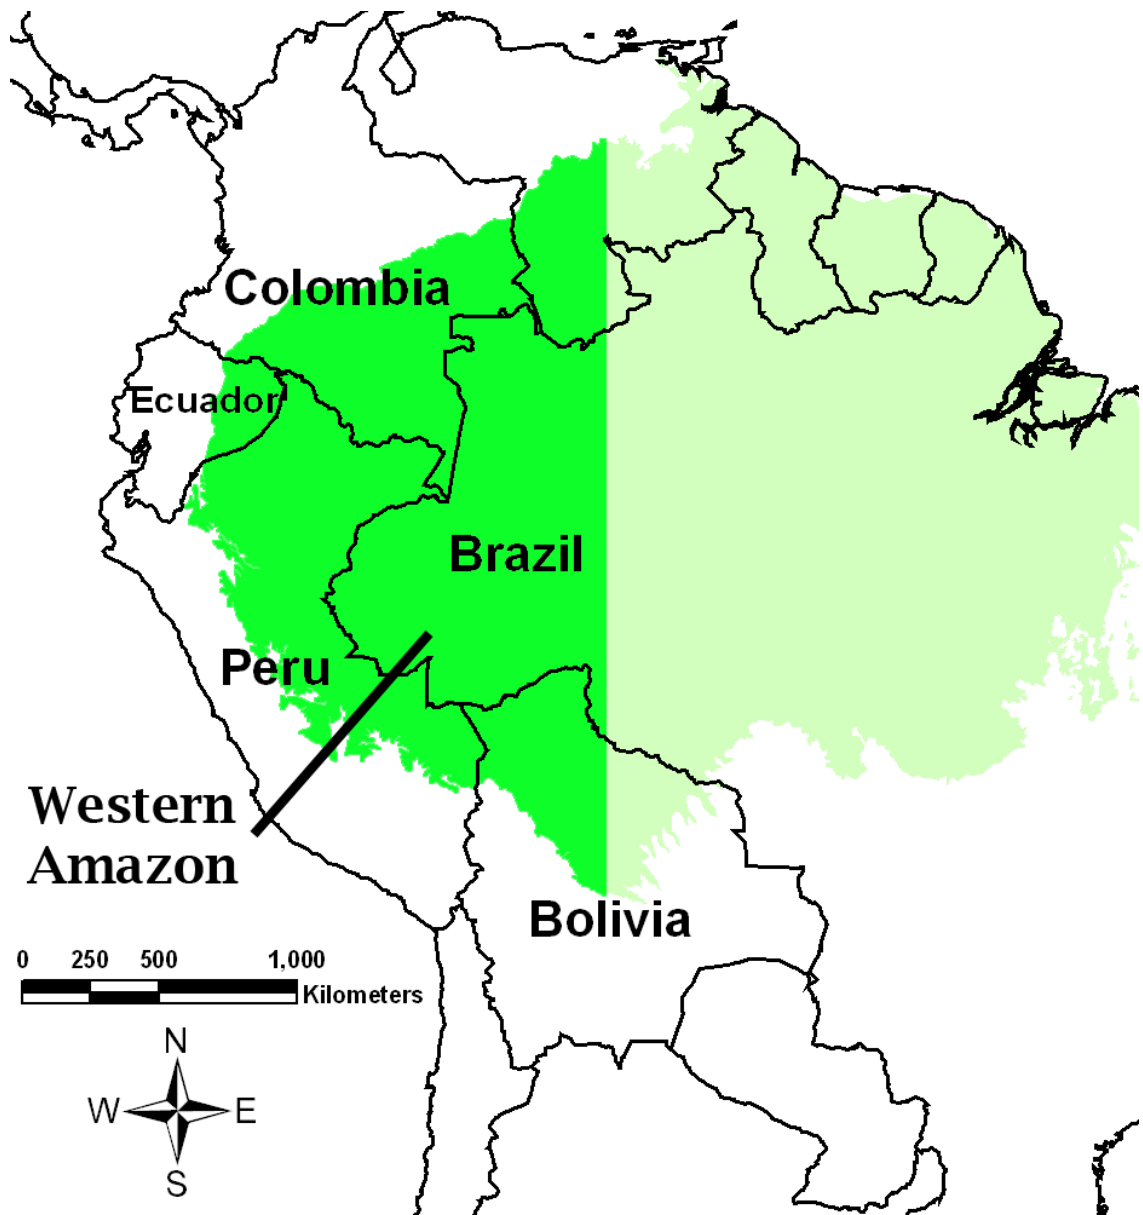 Colombia
Ecuador
Brazil
Peru
Western
Amazon
Bolivia
0 250 500 1,000
Kilometers
N
W E
S